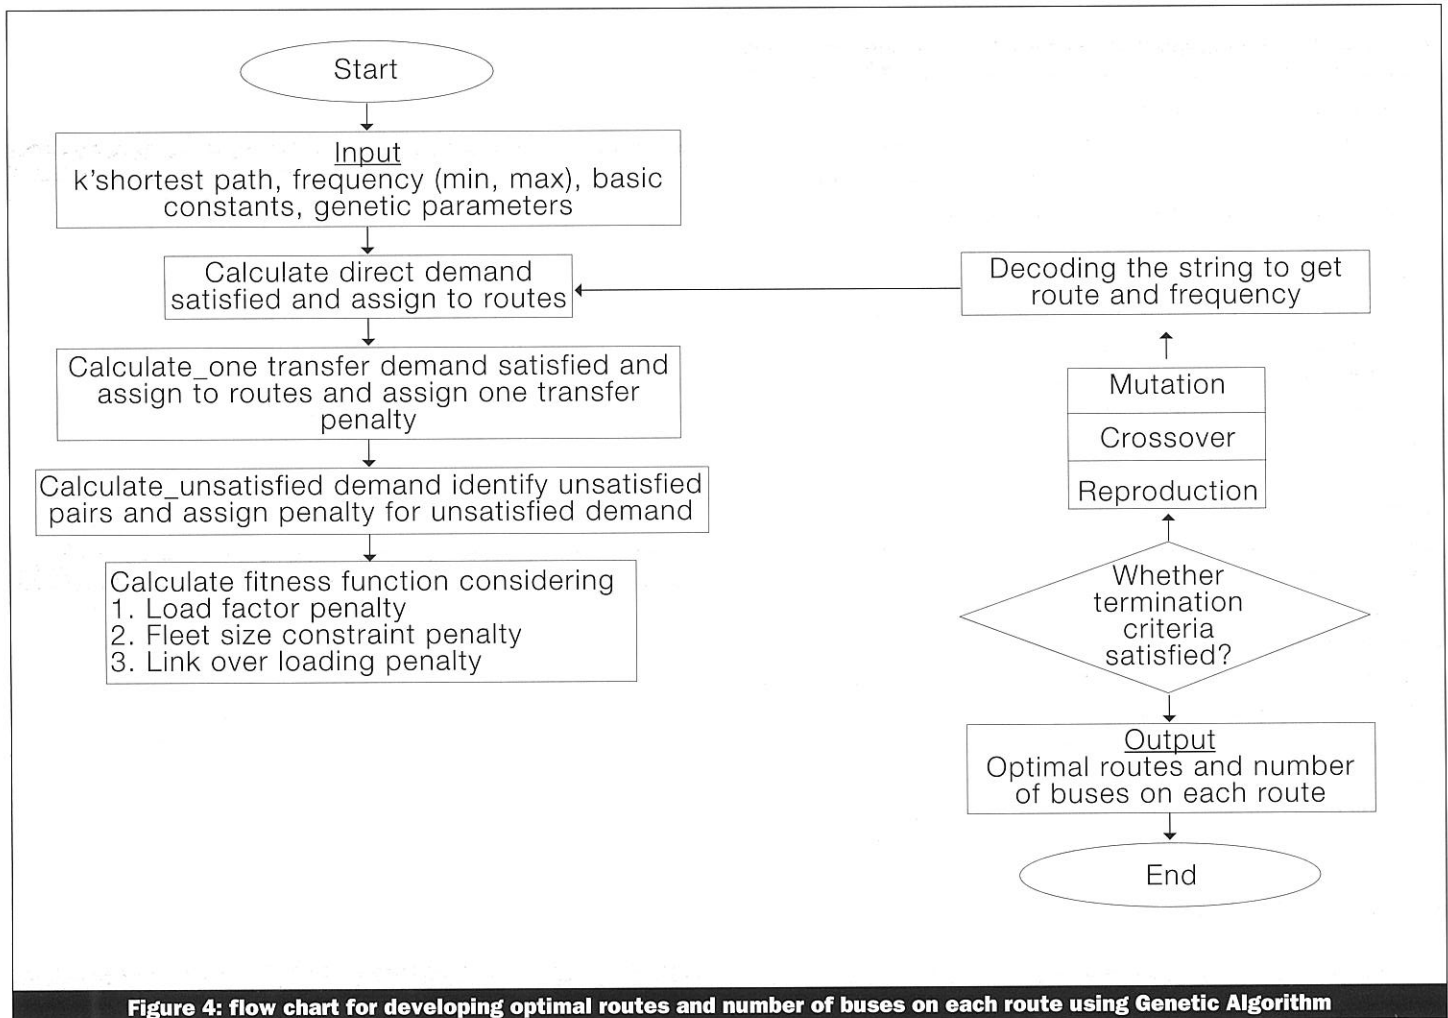 Start
Input
k'shortest path, frequency (min, max), basic
constants, genetic parameters
Calculate direct demand
satisfied and assign to routes
Calculate_one transfer demand satisfied and
assign to routes and assign one transfer
penalty
Calculate_unsatisfied demand identify unsatisfied
pairs and assign penalty for unsatisfied demand
Calculate fitness function considering
1. Load factor penalty
2. Fleet size constraint penalty
3. Link over loading penalty
Decoding the string to get
route and frequency
Mutation
Crossover
Reproduction
Whether
termination
criteria
satisfied?
Output
Optimal routes and number
of buses on each route
End
Figure 4: flow chart for developing optimal routes and number of buses on each route using Genetic Algorithm